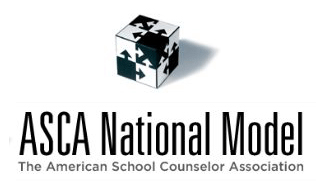 ASCA National Model
The American School Counselor Association